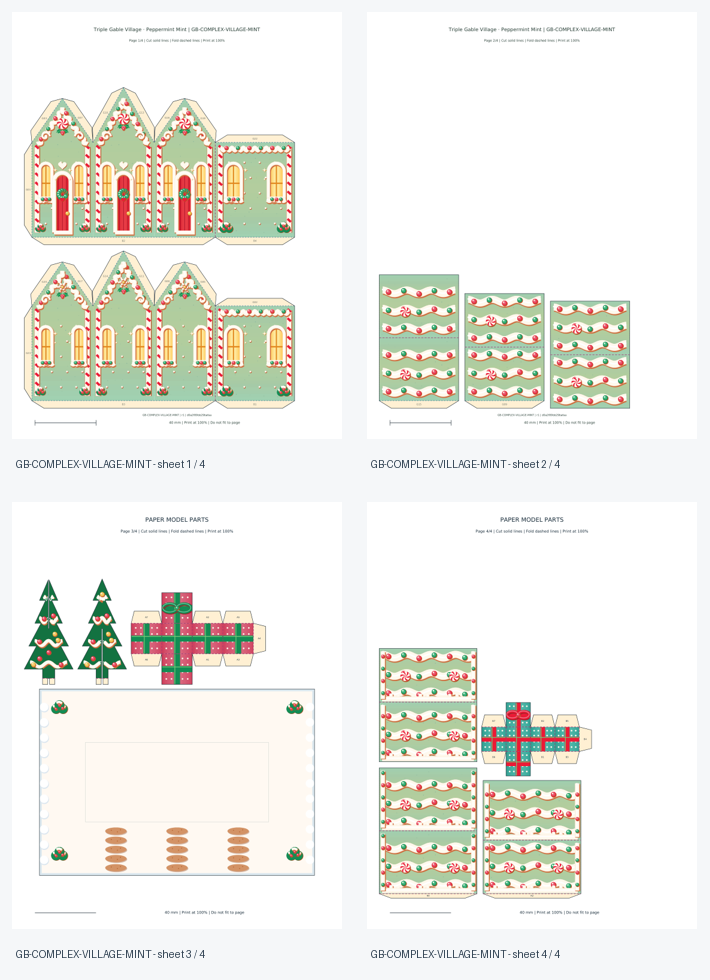 Triple Gable Village · Peppermint Mint | GB-COMPLEX-VILLAGE-MINT
Page 1/4 | Cut solid lines | Fold dashed lines | Print at 100%
40 mm | Print at 100% | Do not fit to page
GB-COMPLEX-VILLAGE-MINT - sheet 1 / 4
Triple Gable Village · Peppermint Mint | GB-COMPLEX-VILLAGE-MINT
Page 2/4 | Cut solid lines | Fold dashed lines | Print at 100%
40 mm | Print at 100% | Do not fit to page
GB-COMPLEX-VILLAGE-MINT - sheet 2 / 4
PAPER MODEL PARTS
Page 3/4 | Cut solid lines | Fold dashed lines | Print at 100%
40 mm | Print at 100% | Do not fit to page
GB-COMPLEX-VILLAGE-MINT - sheet 3 / 4
PAPER MODEL PARTS
Page 4/4 | Cut solid lines | Fold dashed lines | Print at 100%
40 mm | Print at 100% | Do not fit to page
GB-COMPLEX-VILLAGE-MINT - sheet 4 / 4